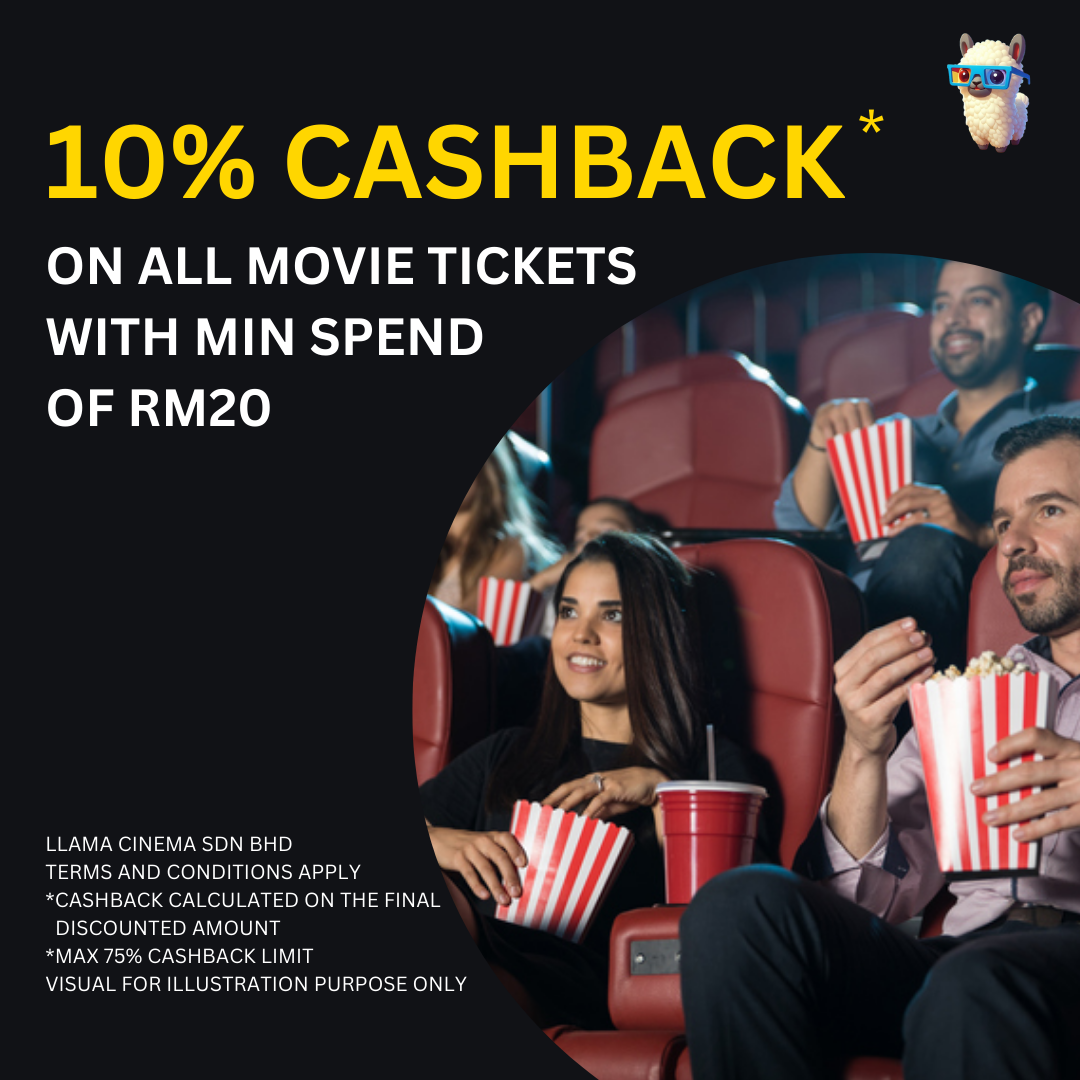 10% CASHBACK*
ON ALL MOVIE TICKETS
WITH MIN SPEND
OF RM20
LLAMA CINEMA SDN BHD
TERMS AND CONDITIONS APPLY
*CASHBACK CALCULATED ON THE FINAL
DISCOUNTED AMOUNT
*MAX 75% CASHBACK LIMIT
VISUAL FOR ILLUSTRATION PURPOSE ONLY